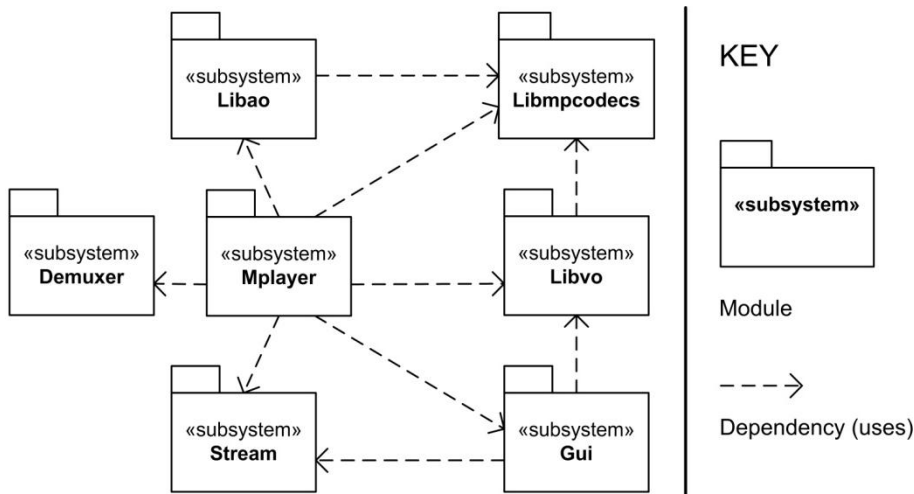 «subsystem»
Libao
«subsystem»
Libmpcodecs
«subsystem»
Demuxer
«subsystem»
Mplayer
«subsystem»
Libvo
«subsystem»
Stream
«subsystem»
Gui
KEY
«subsystem»
Module
Dependency (uses)